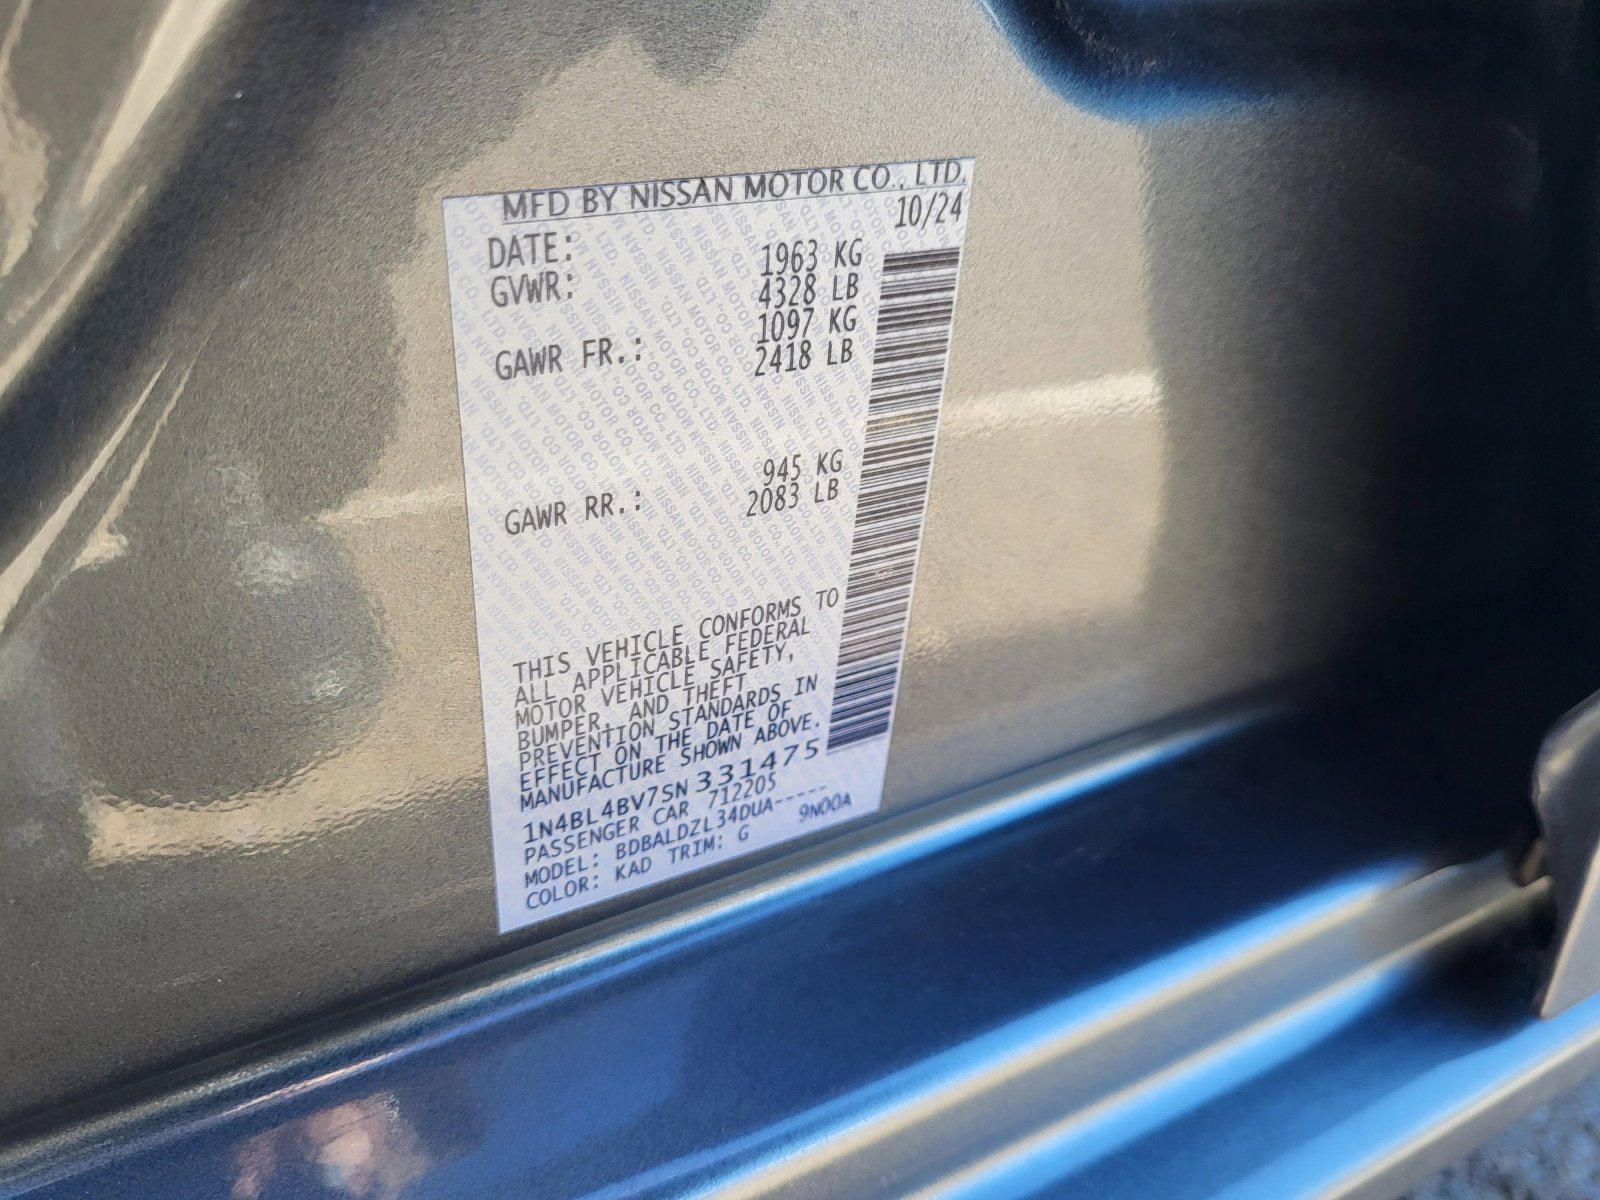 MFD BY NISSAN MOTOR CO., LTD.
DATE: 10/24
GVWR: 1963 KG
4328 LB
GAWR FR.: 1097 KG
2418 LB
GAWR RR.: 945 KG
2083 LB
THIS VEHICLE CONFORMS TO
ALL APPLICABLE FEDERAL
MOTOR VEHICLE SAFETY,
BUMPER, AND THEFT
PREVENTION STANDARDS IN
EFFECT ON THE DATE OF
MANUFACTURE SHOWN ABOVE.
1N4BL4BV7SN331475
PASSENGER CAR 712205
MODEL: BDBALDZL34DUA-----
COLOR: KAD TRIM: G 9N00A